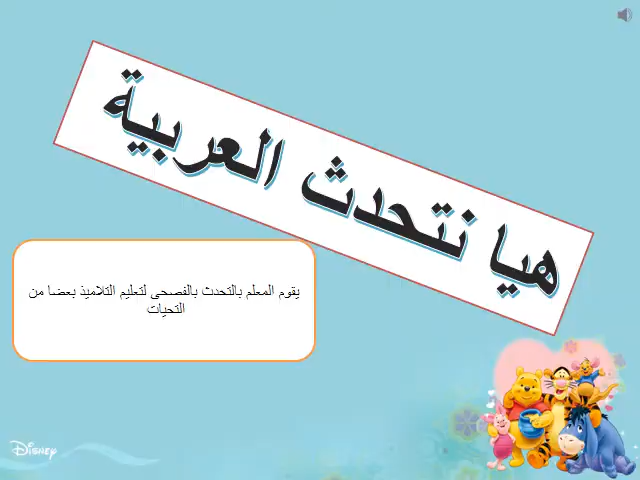 هيا نتحدث العربية
يقوم المعلم بالتحدث بالفصحى لتعليم التلاميذ بعضا من
التحيات
Disney